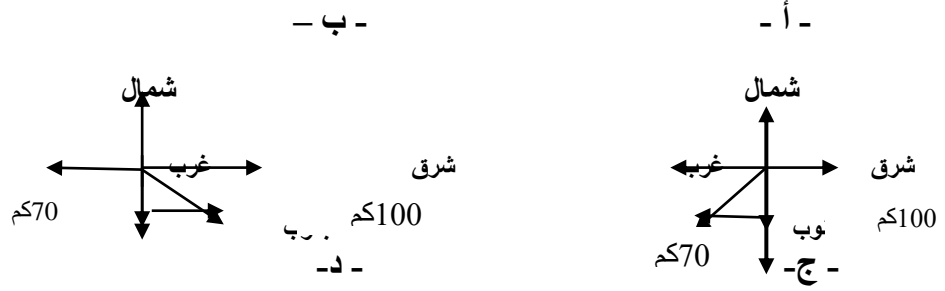 - أ -
- ب –
شمال
شمال
شرق
غرب
شرق
غرب
100كم
70كم
100كم
70كم
- ج-
- د-